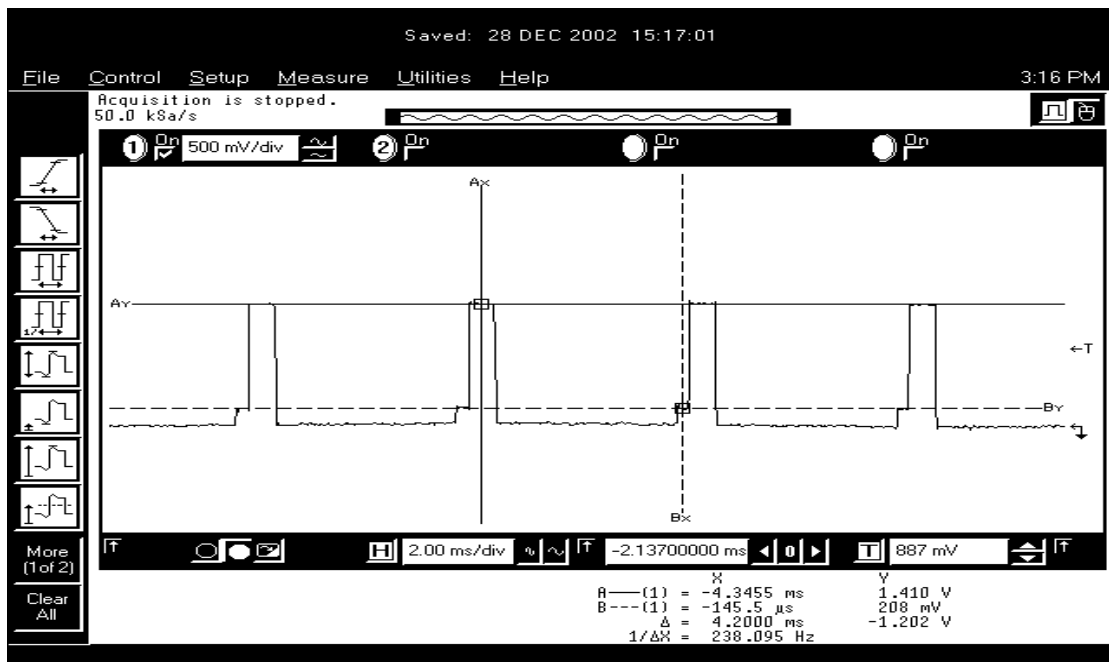 Saved: 28 DEC 2002 15:17:01
File Control Setup Measure Utilities Help 3:16 PM
Acquisition is stopped.
50.0 kSa/s
1 On 500 mV/div 2 On On On
Ax
AY
←T
BY
Bx
More
(1of 2)
Clear
All
H 2.00 ms/div -2.13700000 ms 0 T 887 mV
X Y
A——(1) = -4.3455 ms 1.410 V
B---(1) = -145.5 µs 208 mV
Δ = 4.2000 ms -1.202 V
1/ΔX = 238.095 Hz